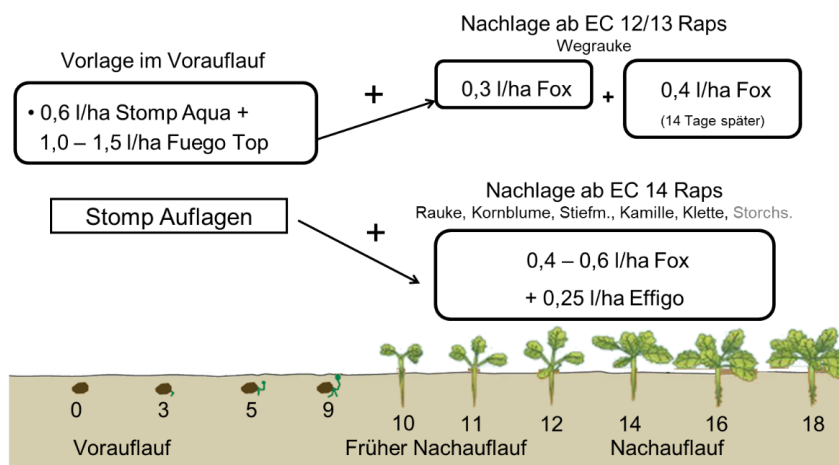 Vorlage im Vorauflauf
• 0,6 l/ha Stomp Aqua +
1,0 – 1,5 l/ha Fuego Top
+
Nachlage ab EC 12/13 Raps
Wegrauke
0,3 l/ha Fox
+
0,4 l/ha Fox
(14 Tage später)
Stomp Auflagen
+
Nachlage ab EC 14 Raps
Rauke, Kornblume, Stiefm., Kamille, Klette, Storchs.
0,4 – 0,6 l/ha Fox
+ 0,25 l/ha Effigo
0 3 5 9 10 11 12 14 16 18
Vorauflauf Früher Nachauflauf Nachauflauf